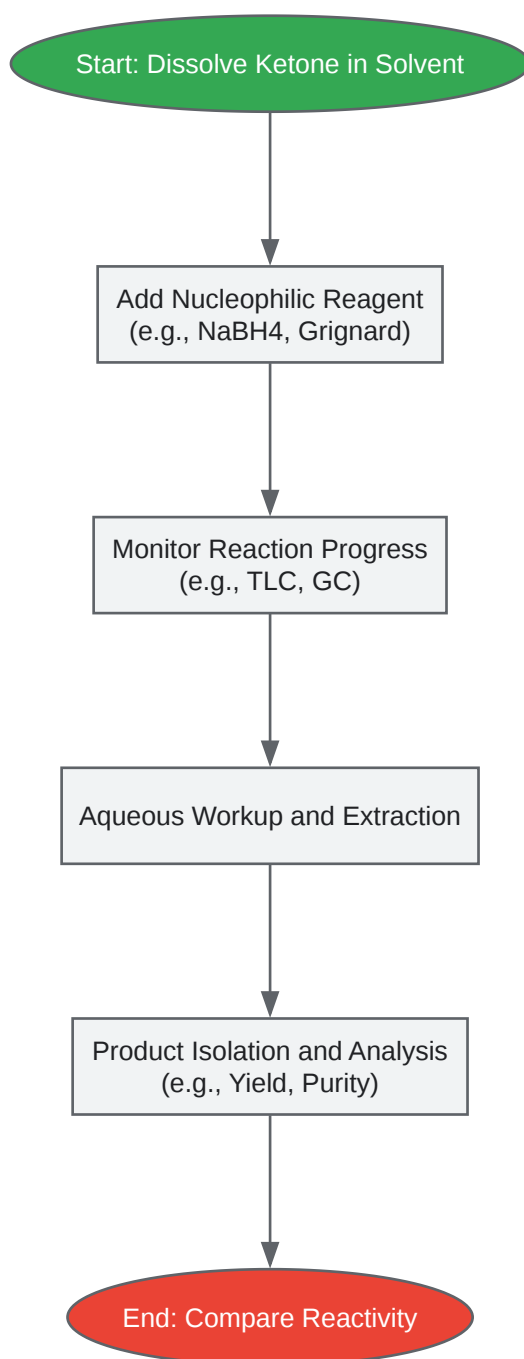 Start: Dissolve Ketone in Solvent
Add Nucleophilic Reagent
(e.g., NaBH4, Grignard)
Monitor Reaction Progress
(e.g., TLC, GC)
Aqueous Workup and Extraction
Product Isolation and Analysis
(e.g., Yield, Purity)
End: Compare Reactivity